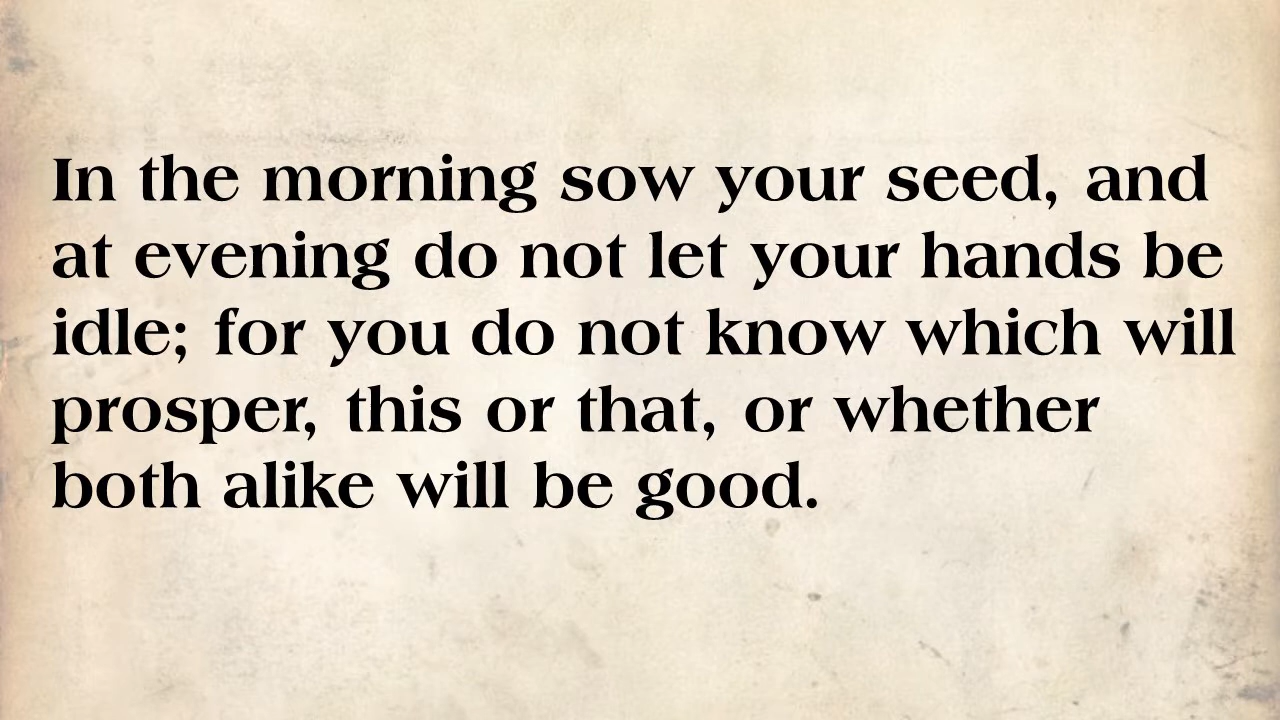 In the morning sow your seed, and
at evening do not let your hands be
idle; for you do not know which will
prosper, this or that, or whether
both alike will be good.